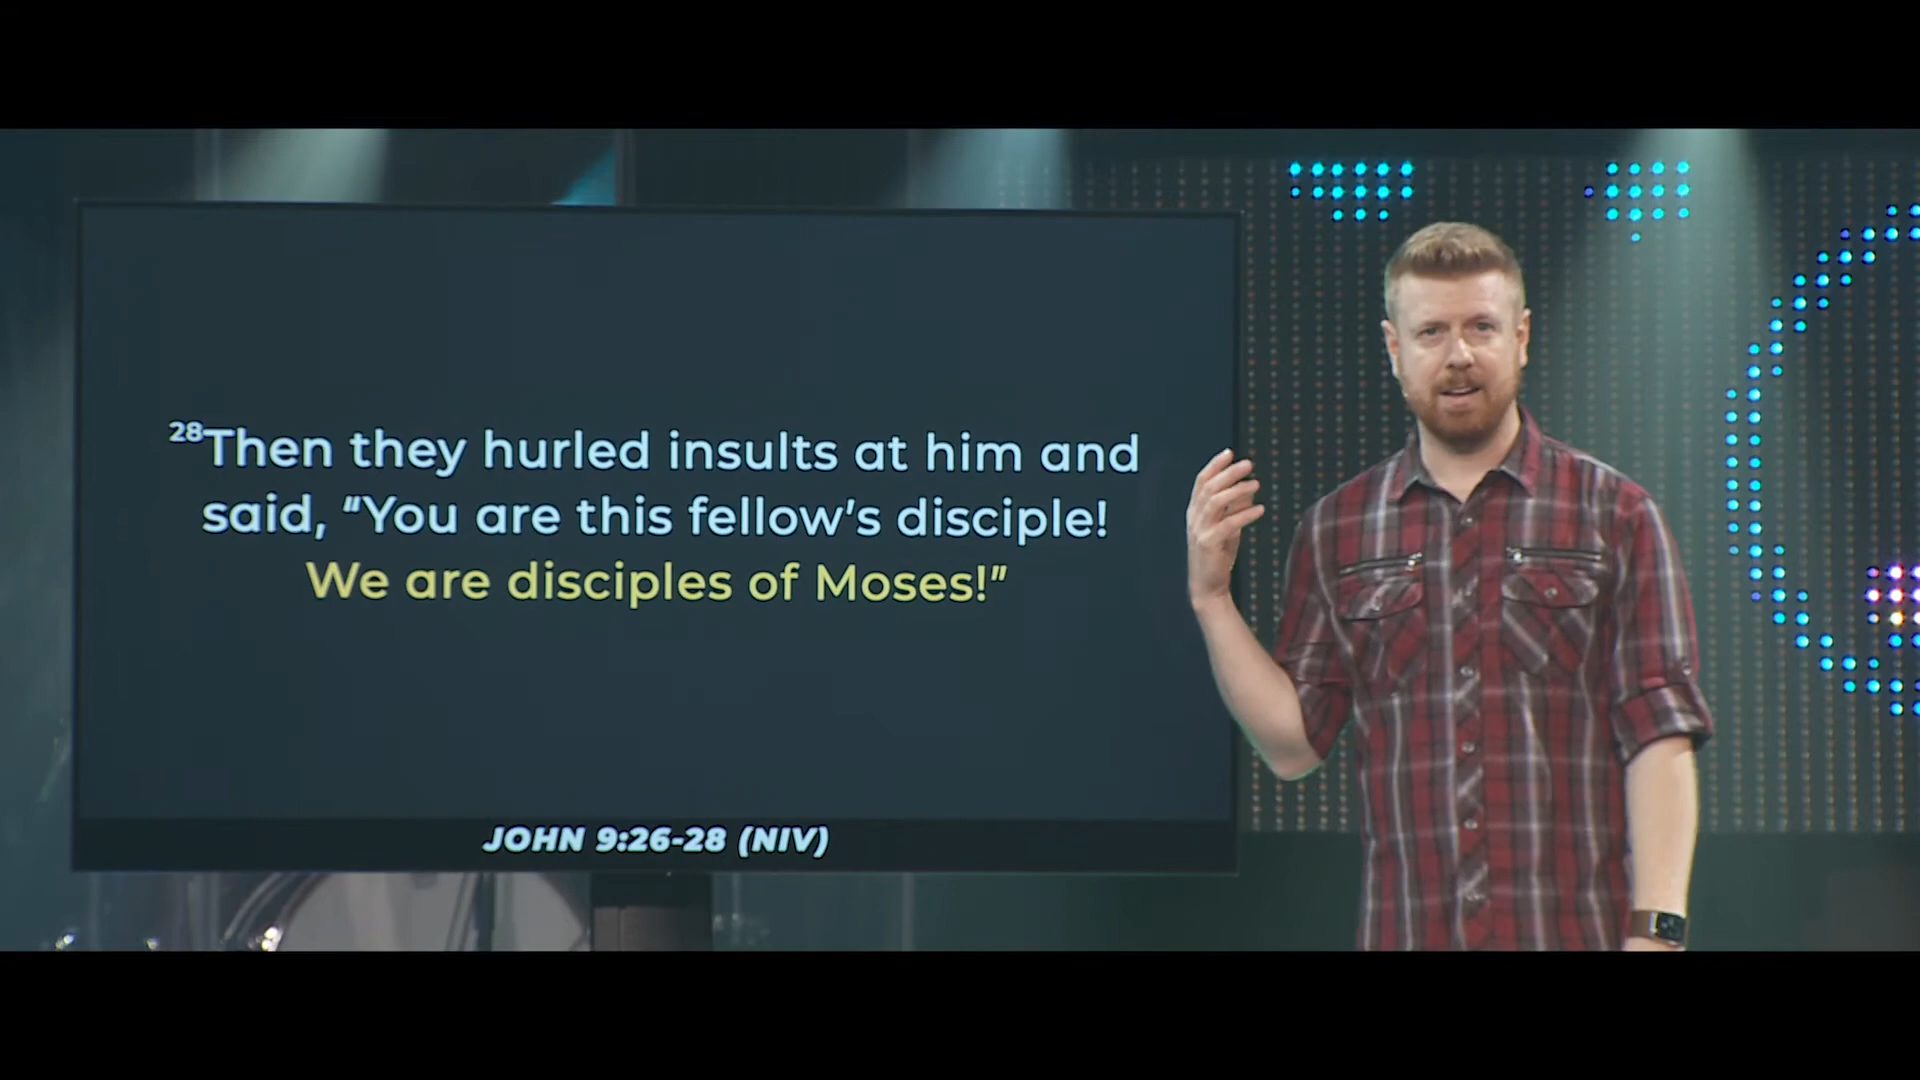 28Then they hurled insults at him and
said, “You are this fellow’s disciple!
We are disciples of Moses!”
JOHN 9:26-28 (NIV)